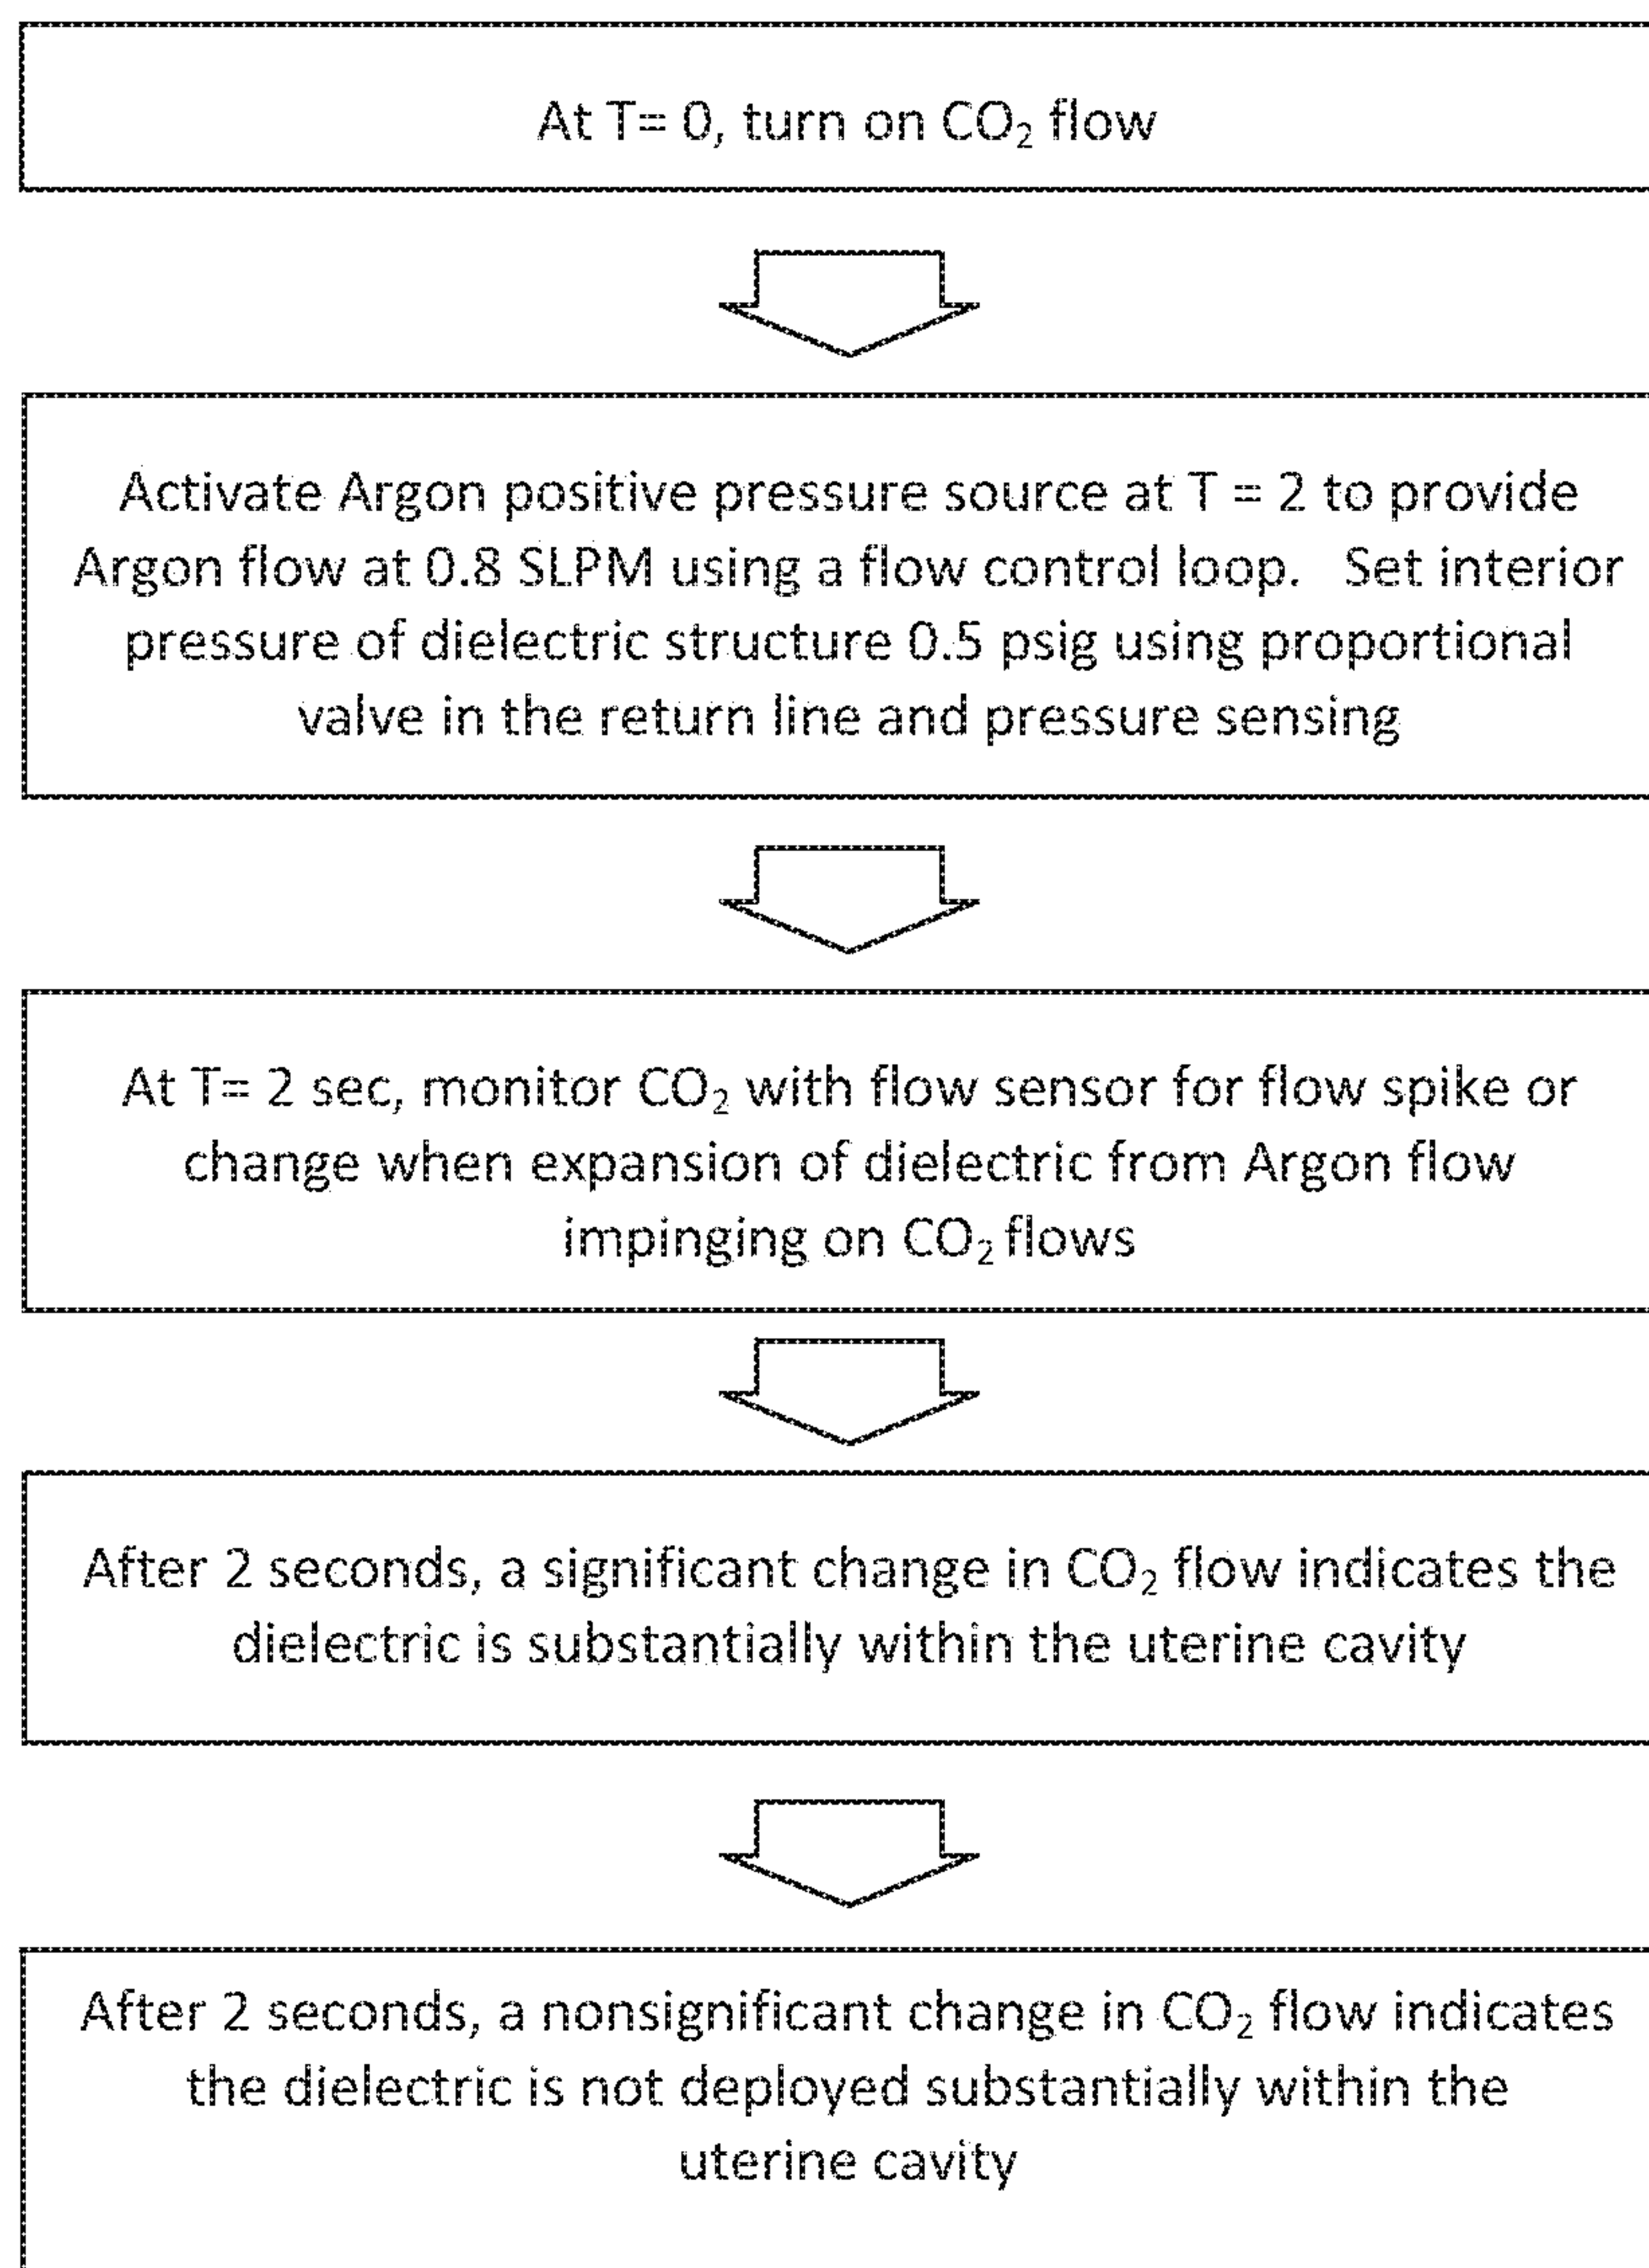 At T= 0, turn on CO₂ flow
Activate Argon positive pressure source at T = 2 to provide
Argon flow at 0.8 SLPM using a flow control loop.   Set interior
pressure of dielectric structure 0.5 psig using proportional
valve in the return line and pressure sensing
At T= 2 sec, monitor CO₂ with flow sensor for flow spike or
change when expansion of dielectric from Argon flow
impinging on CO₂ flows
After 2 seconds, a significant change in CO₂ flow indicates the
dielectric is substantially within the uterine cavity
After 2 seconds, a nonsignificant change in CO₂ flow indicates
the dielectric is not deployed substantially within the
uterine cavity